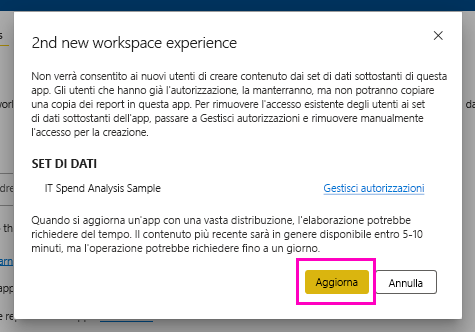 2nd new workspace experience
Non verrà consentito ai nuovi utenti di creare contenuto dai set di dati sottostanti di questa
app. Gli utenti che hanno già l'autorizzazione, la manterranno, ma non potranno copiare
una copia dei report in questa app. Per rimuovere l'accesso esistente degli utenti ai set
di dati sottostanti dell'app, passare a Gestisci autorizzazioni e rimuovere manualmente
l'accesso per la creazione.
SET DI DATI
IT Spend Analysis Sample Gestisci autorizzazioni
Quando si aggiorna un'app con una vasta distribuzione, l'elaborazione potrebbe
richiedere del tempo. Il contenuto più recente sarà in genere disponibile entro 5-10
minuti, ma l'operazione potrebbe richiedere fino a un giorno.
Aggiorna Annulla